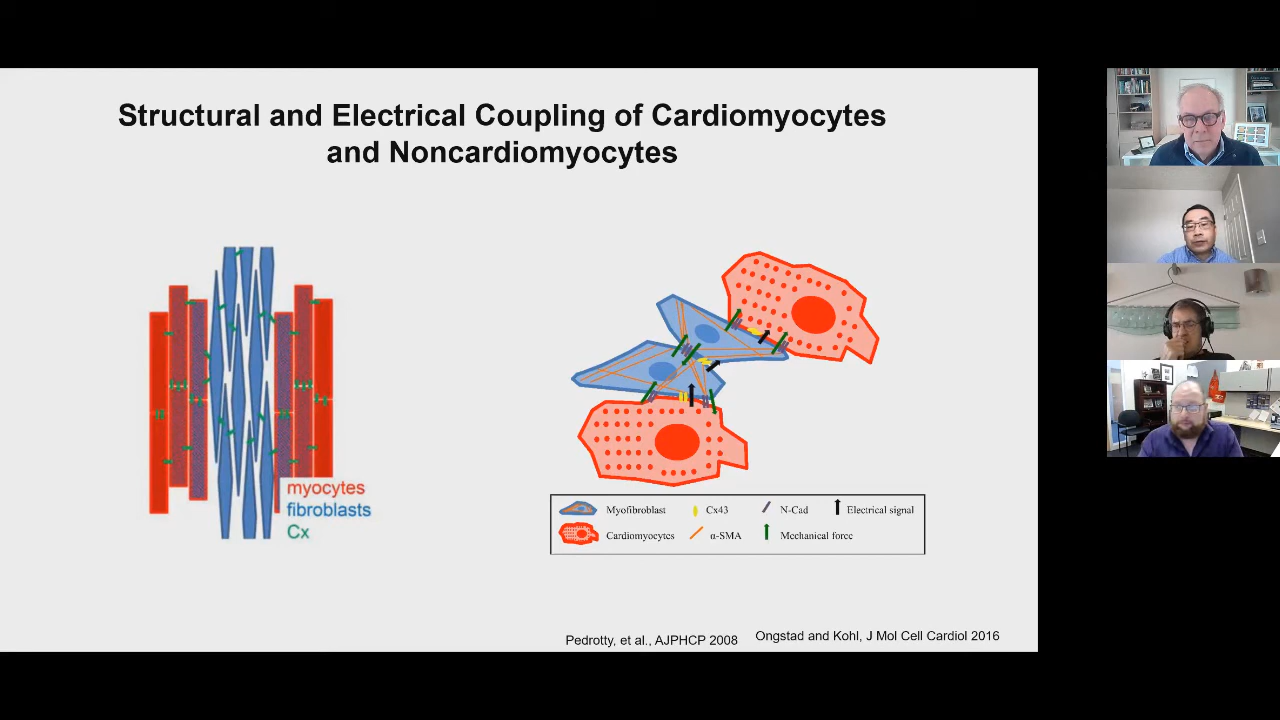 Structural and Electrical Coupling of Cardiomyocytes
and Noncardiomyocytes
myocytes
fibroblasts
Cx
Myofibroblast
Cx43
N-Cad
Electrical signal
Cardiomyocytes
α-SMA
Mechanical force
Pedrotty, et al., AJPHCP 2008
Ongstad and Kohl, J Mol Cell Cardiol 2016